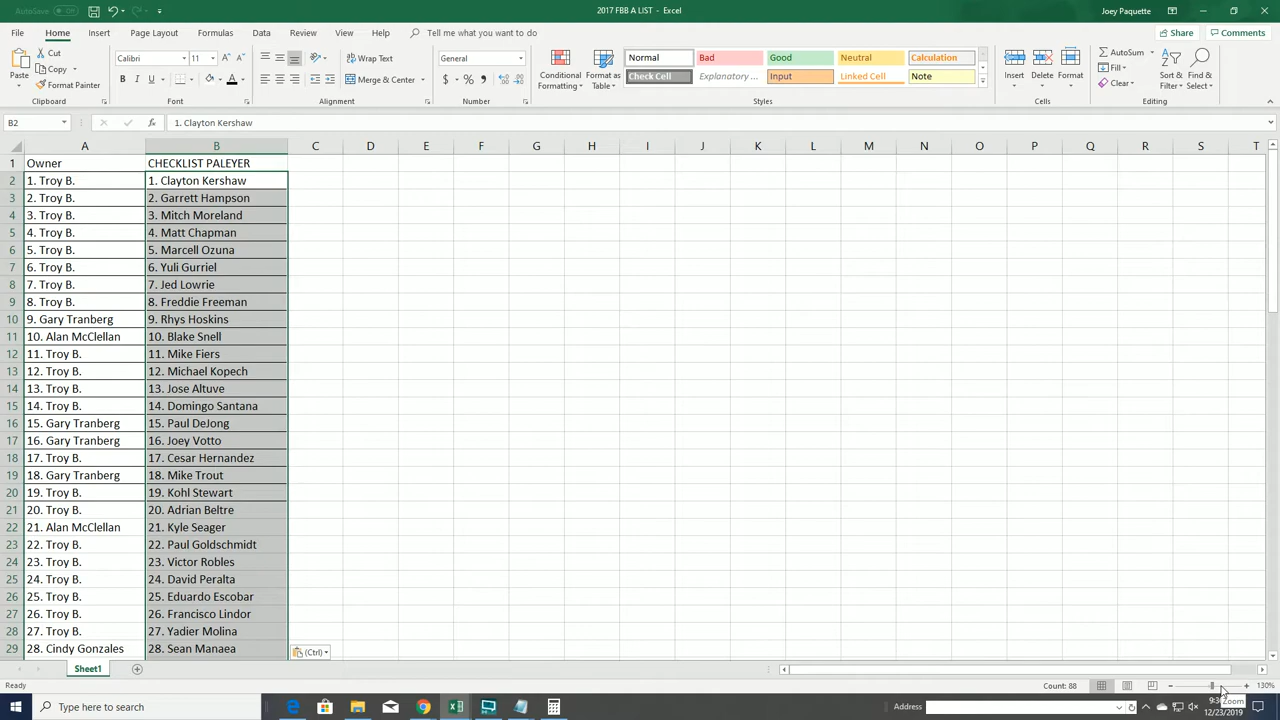 AutoSave Off 2017 FBB A LIST - Excel Joey Paquette
File Home Insert Page Layout Formulas Data Review View Help Tell me what you want to do Share Comments
Paste Cut Copy Format Painter Clipboard
Calibri 11 B I U A Font
Wrap Text Merge & Center Alignment
General $ % , Number
Conditional Formatting Format as Table
Normal Bad Good Neutral Calculation
Check Cell Explanatory ... Input Linked Cell Note
Styles
Insert Delete Format Cells
AutoSum Fill Clear Sort & Filter Find & Select Editing
B2 fx 1. Clayton Kershaw
A B C D E F G H I J K L M N O P Q R S T
1 Owner CHECKLIST PALEYER
2 1. Troy B. 1. Clayton Kershaw
3 2. Troy B. 2. Garrett Hampson
4 3. Troy B. 3. Mitch Moreland
5 4. Troy B. 4. Matt Chapman
6 5. Troy B. 5. Marcell Ozuna
7 6. Troy B. 6. Yuli Gurriel
8 7. Troy B. 7. Jed Lowrie
9 8. Troy B. 8. Freddie Freeman
10 9. Gary Tranberg 9. Rhys Hoskins
11 10. Alan McClellan 10. Blake Snell
12 11. Troy B. 11. Mike Fiers
13 12. Troy B. 12. Michael Kopech
14 13. Troy B. 13. Jose Altuve
15 14. Troy B. 14. Domingo Santana
16 15. Gary Tranberg 15. Paul DeJong
17 16. Gary Tranberg 16. Joey Votto
18 17. Troy B. 17. Cesar Hernandez
19 18. Gary Tranberg 18. Mike Trout
20 19. Troy B. 19. Kohl Stewart
21 20. Troy B. 20. Adrian Beltre
22 21. Alan McClellan 21. Kyle Seager
23 22. Troy B. 22. Paul Goldschmidt
24 23. Troy B. 23. Victor Robles
25 24. Troy B. 24. David Peralta
26 25. Troy B. 25. Eduardo Escobar
27 26. Troy B. 26. Francisco Lindor
28 27. Troy B. 27. Yadier Molina
29 28. Cindy Gonzales 28. Sean Manaea
(Ctrl)
Sheet1
Ready Count: 88 130%
Type here to search Address Zoom
12/23/2019